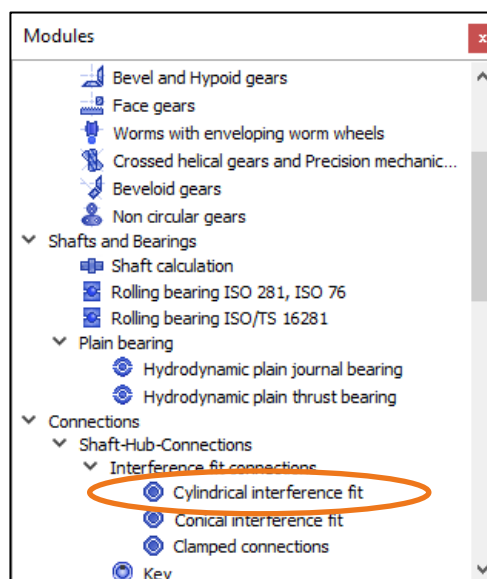 Modules
x
Bevel and Hypoid gears
Face gears
Worms with enveloping worm wheels
Crossed helical gears and Precision mechanic...
Beveloid gears
Non circular gears
Shafts and Bearings
Shaft calculation
Rolling bearing ISO 281, ISO 76
Rolling bearing ISO/TS 16281
Plain bearing
Hydrodynamic plain journal bearing
Hydrodynamic plain thrust bearing
Connections
Shaft-Hub-Connections
Interference fit connections
Cylindrical interference fit
Conical interference fit
Clamped connections
Key